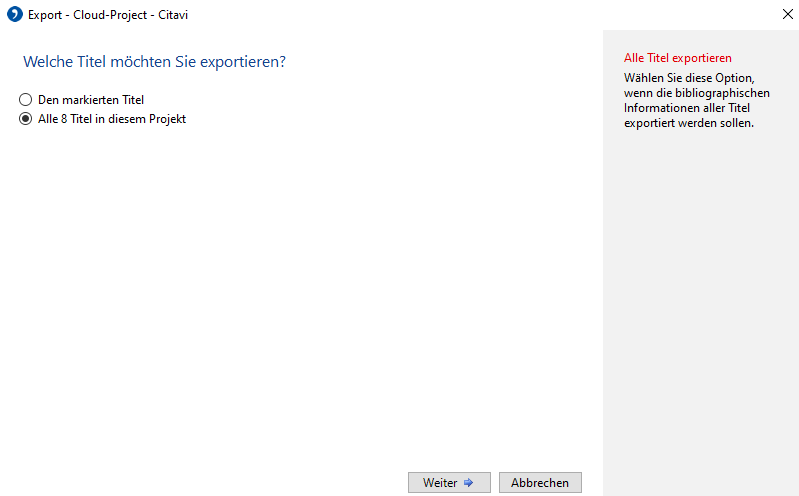 Export - Cloud-Project - Citavi
Welche Titel möchten Sie exportieren?
Den markierten Titel
Alle 8 Titel in diesem Projekt
Alle Titel exportieren
Wählen Sie diese Option,
wenn die bibliographischen
Informationen aller Titel
exportiert werden sollen.
Weiter
Abbrechen